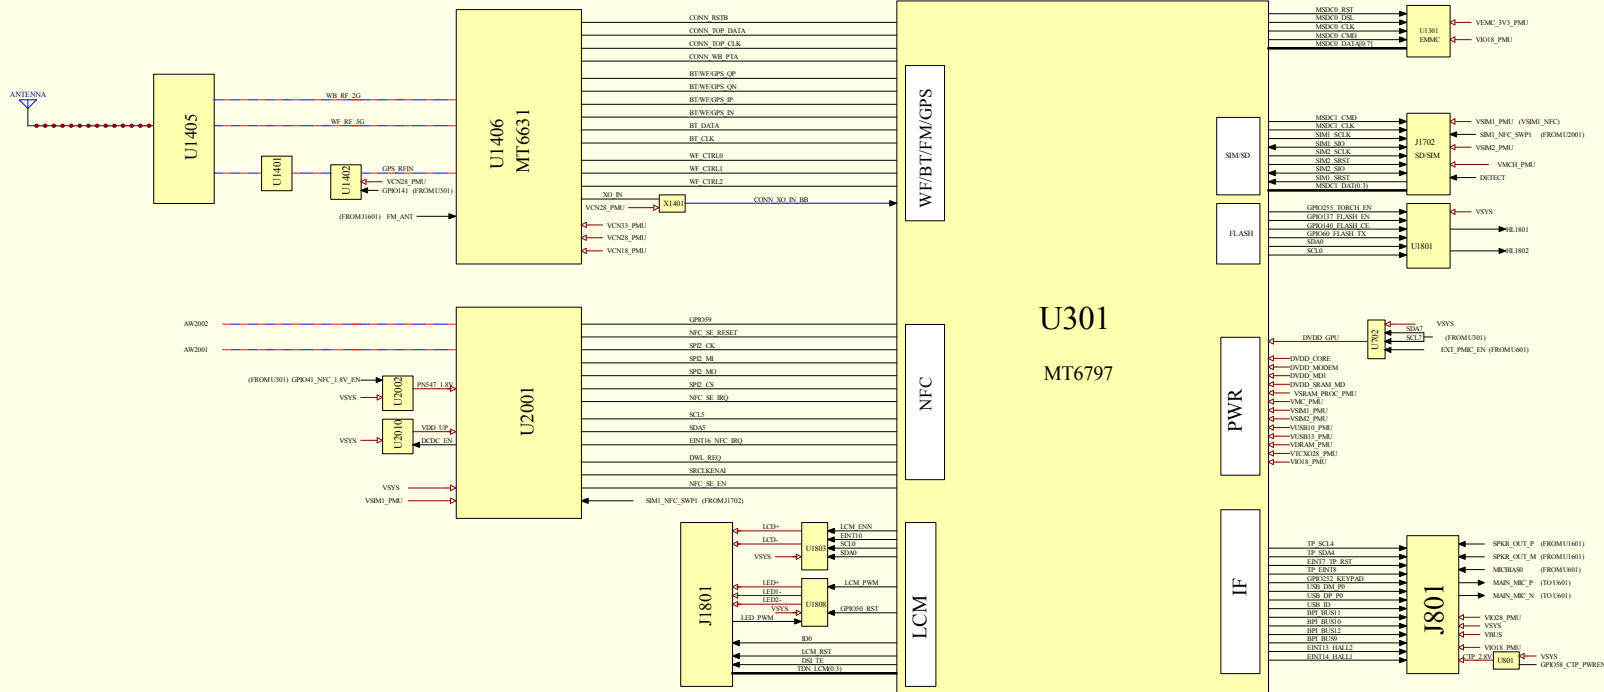 ANTENNA
U1405
WB_RF_2G
WF_RF_5G
GPS_RFIN
U1401
U1402
VCN28_PMU
GPIO141 (FROM U301)
(FROM J1601) FM_ANT
U1406
MT6631
CONN_RSTB
CONN_TOP_DATA
CONN_TOP_CLK
CONN_WB_PTA
BT/WF/GPS_QP
BT/WF/GPS_QN
BT/WF/GPS_IP
BT/WF/GPS_IN
BT_DATA
BT_CLK
WF_CTRL0
WF_CTRL1
WF_CTRL2
XO_IN
VCN28_PMU
X1401
CONN_XO_IN_BB
VCN33_PMU
VCN28_PMU
VCN18_PMU
WF/BT/FM/GPS
AW2002
AW2001
(FROM U301) GPIO41_NFC_1.8V_EN
VSYS
U2002
PN547_1.8V
VSYS
U2010
VDD_UP
DCDC_EN
VSYS
VSIM1_PMU
U2001
GPIO59
NFC_SE_RESET
SPI2_CK
SPI2_MI
SPI2_MO
SPI2_CS
NFC_SE_IRQ
SCL5
SDA5
EINT16_NFC_IRQ
DWL_REQ
SRCLKENAI
NFC_SE_EN
SIM1_NFC_SWP1 (FROM J1702)
NFC
J1801
LCD+
LCD-
VSYS
U1803
LCM_ENN
EINT10
SCL0
SDA0
LED+
LED1-
LED2-
VSYS
LED_PWM
U1808
LCM_PWM
GPIO50_RST
ID0
LCM_RST
DSI_TE
TDN_LCM(0:3)
LCM
U301
MT6797
MSDC0_RST
MSDC0_DSL
MSDC0_CLK
MSDC0_CMD
MSDC0_DATA[0:7]
U1301
EMMC
VEMC_3V3_PMU
VIO18_PMU
SIM/SD
MSDC1_CMD
MSDC1_CLK
SIM1_SCLK
SIM1_SIO
SIM2_SCLK
SIM2_SRST
SIM2_SIO
SIM1_SRST
MSDC1_DAT(0:3)
J1702
SD/SIM
VSIM1_PMU (VSIM1_NFC)
SIM1_NFC_SWP1 (FROM U2001)
VSIM2_PMU
VMCH_PMU
DETECT
FLASH
GPIO255_TORCH_EN
GPIO137_FLASH_EN
GPIO140_FLASH_CE
GPIO60_FLASH_TX
SDA0
SCL0
U1801
VSYS
HL1801
HL1802
PWR
DVDD_GPU
U702
VSYS
SDA7
SCL7
(FROM U301)
EXT_PMIC_EN (FROM U601)
DVDD_CORE
DVDD_MODEM
DVDD_MD1
DVDD_SRAM_MD
VSRAM_PROC_PMU
VMC_PMU
VSIM1_PMU
VSIM2_PMU
VUSB10_PMU
VUSB33_PMU
VDRAM_PMU
VTCXO28_PMU
VIO18_PMU
IF
TP_SCL4
TP_SDA4
EINT7_TP_RST
TP_EINT8
GPIO252_KEYPAD
USB_DM_P0
USB_DP_P0
USB_ID
BPI_BUS11
BPI_BUS10
BPI_BUS12
BPI_BUS9
EINT13_HALL2
EINT14_HALL1
J801
SPKR_OUT_P (FROM U1601)
SPKR_OUT_M (FROM U1601)
MICBIAS0 (FROM U601)
MAIN_MIC_P (TO U601)
MAIN_MIC_N (TO U601)
VIO28_PMU
VSYS
VBUS
VIO18_PMU
CTP_2.8V
U801
VSYS
GPIO58_CTP_PWREN